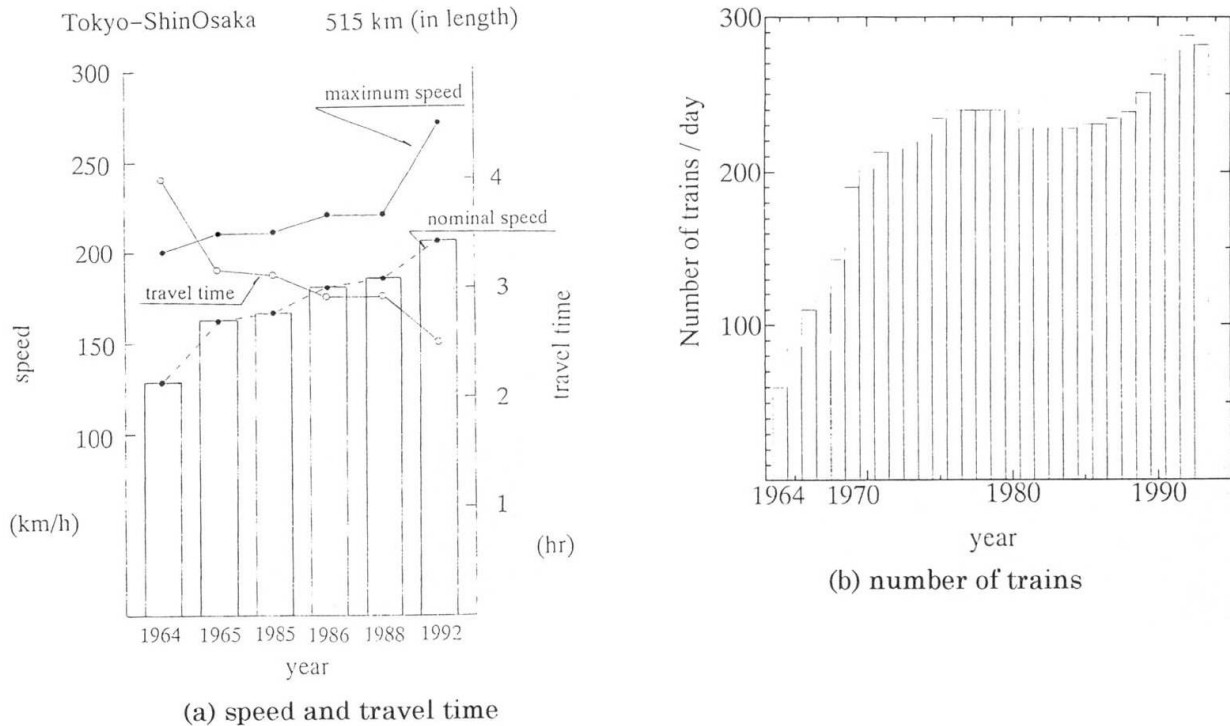 Tokyo-ShinOsaka 515 km (in length)
300
250
200
150
100
speed
(km/h)
maximum speed
nominal speed
travel time
4
3
2
1
travel time
(hr)
1964 1965 1985 1986 1988 1992
year
(a) speed and travel time
300
200
100
Number of trains / day
1964 1970 1980 1990
year
(b) number of trains